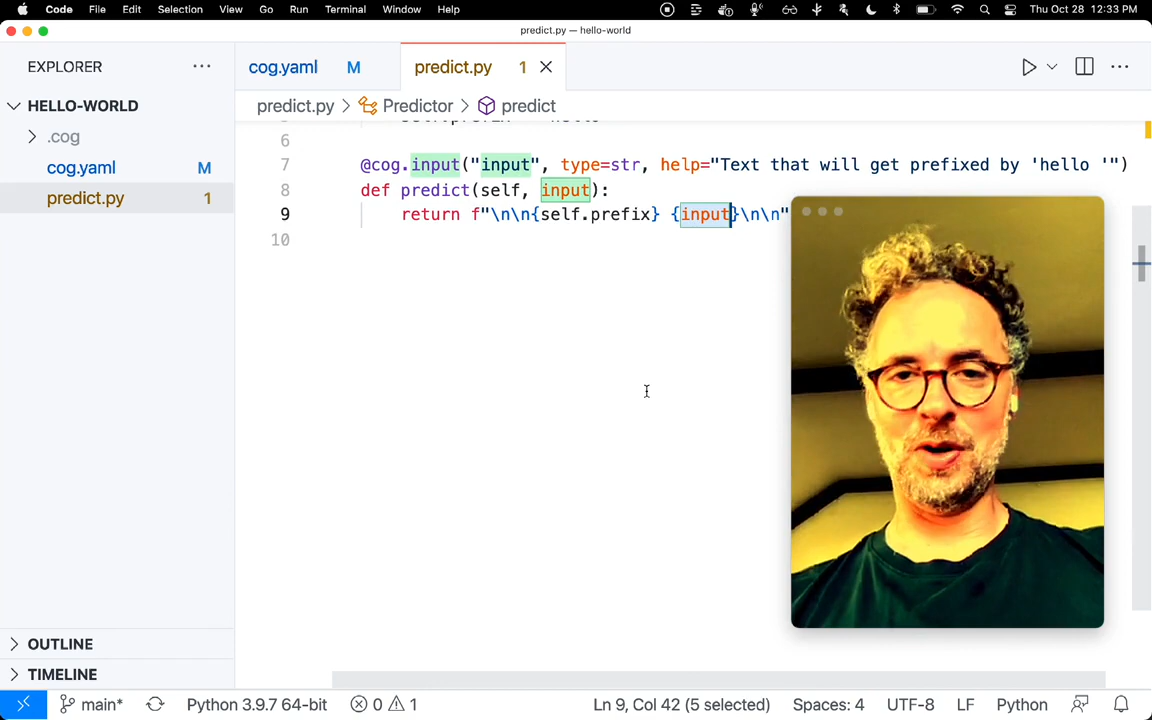 Code File Edit Selection View Go Run Terminal Window Help Thu Oct 28 12:33 PM
predict.py — hello-world
EXPLORER
cog.yaml M
predict.py 1
HELLO-WORLD
predict.py > Predictor > predict
.cog
cog.yaml M
predict.py 1
6
7 @cog.input("input", type=str, help="Text that will get prefixed by 'hello '")
8 def predict(self, input):
9 return f"\n\n{self.prefix} {input}\n\n"
10
OUTLINE
TIMELINE
main* Python 3.9.7 64-bit 0 1 Ln 9, Col 42 (5 selected) Spaces: 4 UTF-8 LF Python